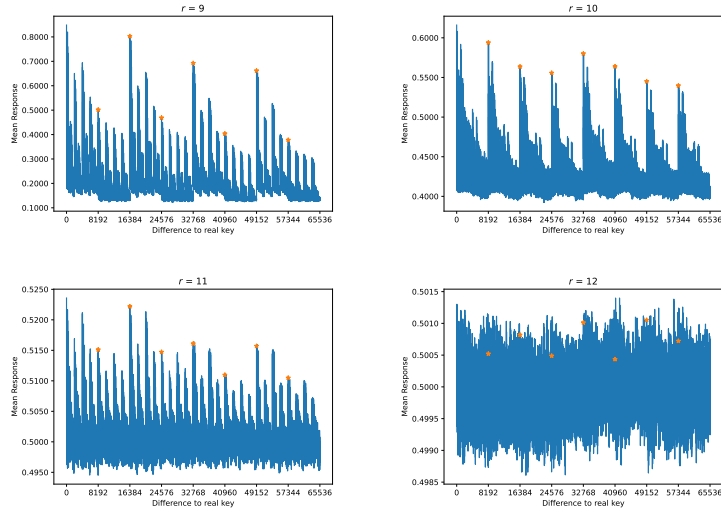 r = 9
0.8000
0.7000
0.6000
0.5000
0.4000
0.3000
0.2000
0.1000
Mean Response
0 8192 16384 24576 32768 40960 49152 57344 65536
Difference to real key
r = 10
0.6000
0.5500
0.5000
0.4500
0.4000
Mean Response
0 8192 16384 24576 32768 40960 49152 57344 65536
Difference to real key
r = 11
0.5250
0.5200
0.5150
0.5100
0.5050
0.5000
0.4950
Mean Response
0 8192 16384 24576 32768 40960 49152 57344 65536
Difference to real key
r = 12
0.5015
0.5010
0.5005
0.5000
0.4995
0.4990
0.4985
Mean Response
0 8192 16384 24576 32768 40960 49152 57344 65536
Difference to real key